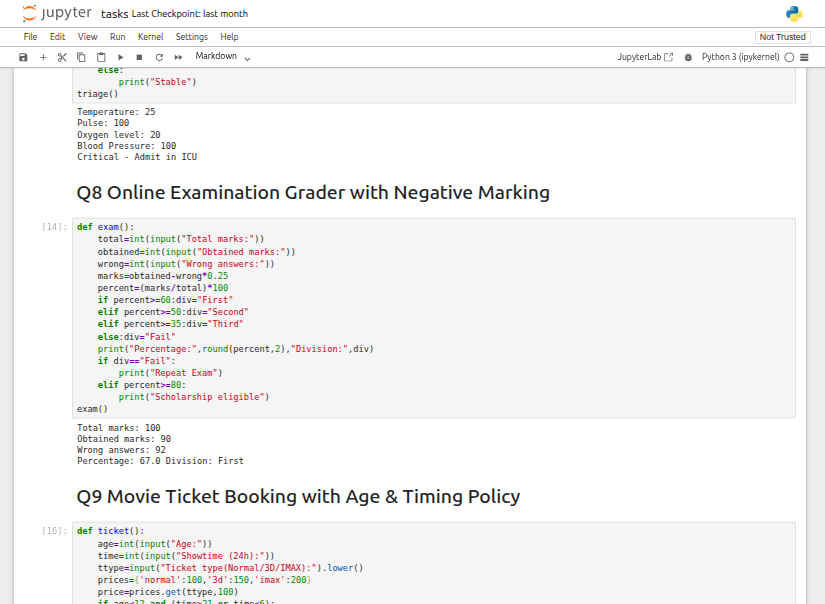 jupyter tasks Last Checkpoint: last month
File Edit View Run Kernel Settings Help
Not Trusted
Markdown
JupyterLab
Python 3 (ipykernel)
else:
print("Stable")
triage()
Temperature: 25
Pulse: 100
Oxygen level: 20
Blood Pressure: 100
Critical - Admit in ICU
Q8 Online Examination Grader with Negative Marking
[14]: def exam():
total=int(input("Total marks:"))
obtained=int(input("Obtained marks:"))
wrong=int(input("Wrong answers:"))
marks=obtained-wrong*0.25
percent=(marks/total)*100
if percent>=60:div="First"
elif percent>=50:div="Second"
elif percent>=35:div="Third"
else:div="Fail"
print("Percentage:",round(percent,2),"Division:",div)
if div=="Fail":
print("Repeat Exam")
elif percent>=80:
print("Scholarship eligible")
exam()
Total marks: 100
Obtained marks: 90
Wrong answers: 92
Percentage: 67.0 Division: First
Q9 Movie Ticket Booking with Age & Timing Policy
[16]: def ticket():
age=int(input("Age:"))
time=int(input("Showtime (24h):"))
ttype=input("Ticket type(Normal/3D/IMAX):").lower()
prices={'normal':100,'3d':150,'imax':200}
price=prices.get(ttype,100)
if age<12 and (time>21 or time<6):